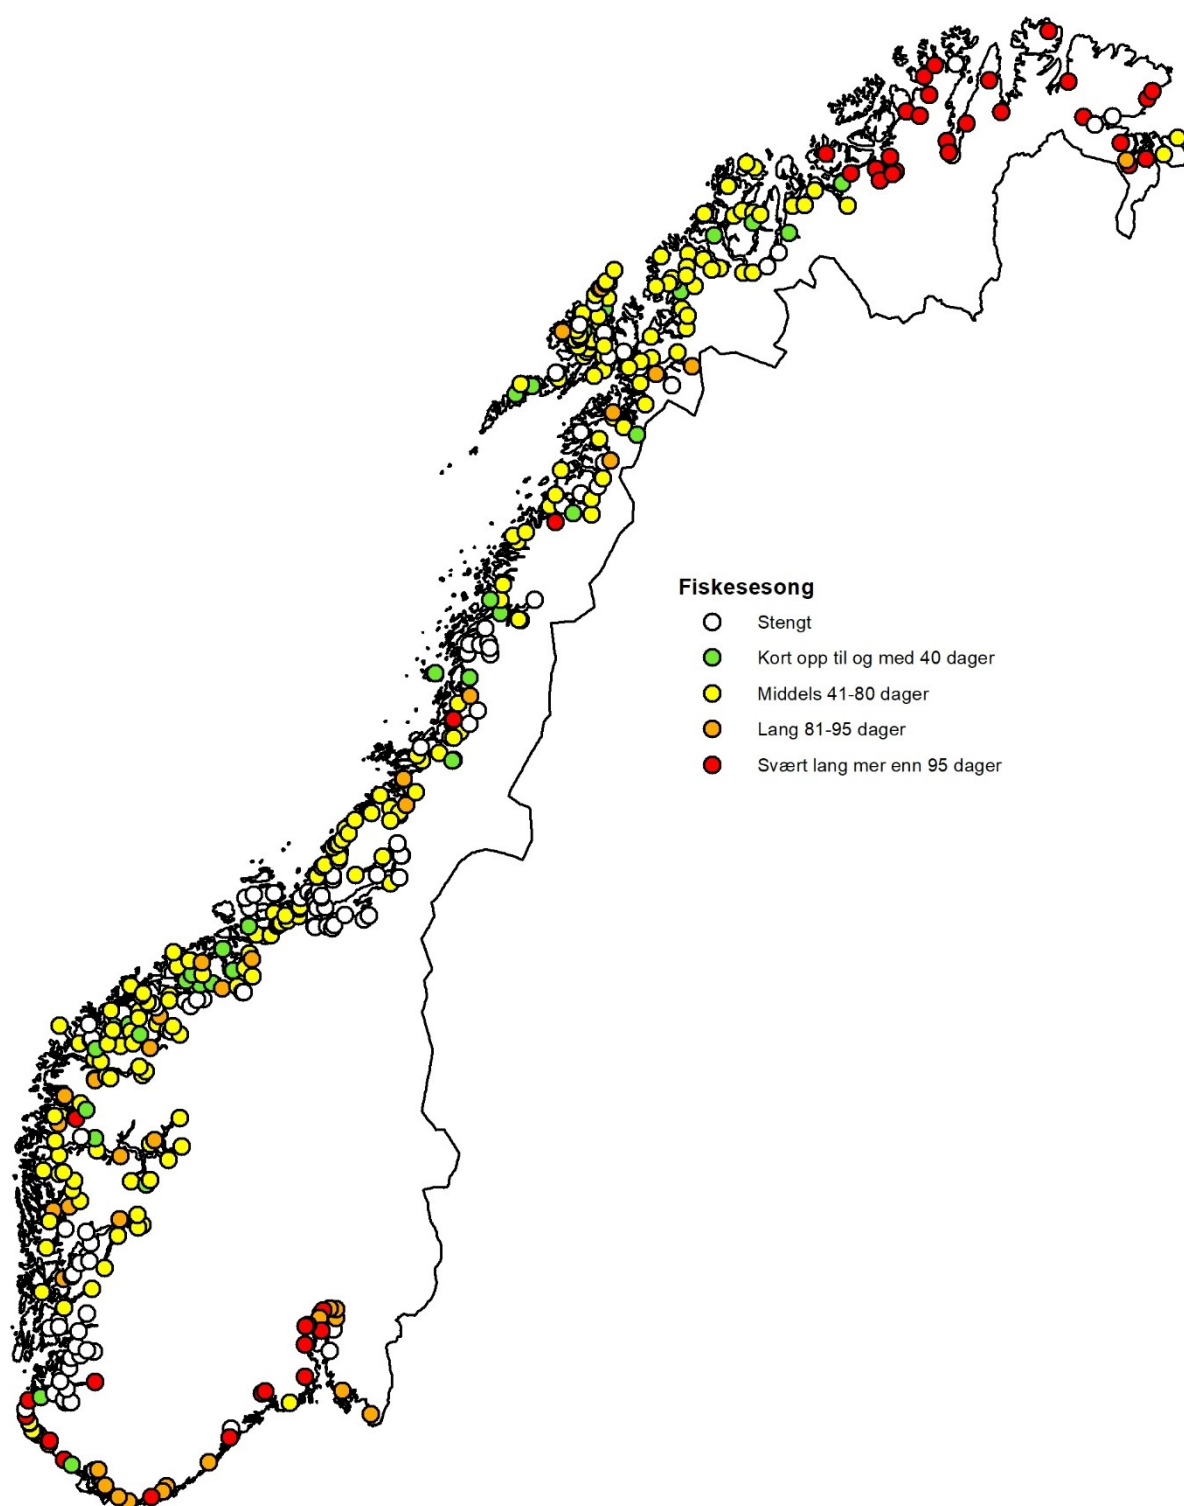 Fiskesesong
Stengt
Kort opp til og med 40 dager
Middels 41-80 dager
Lang 81-95 dager
Svært lang mer enn 95 dager